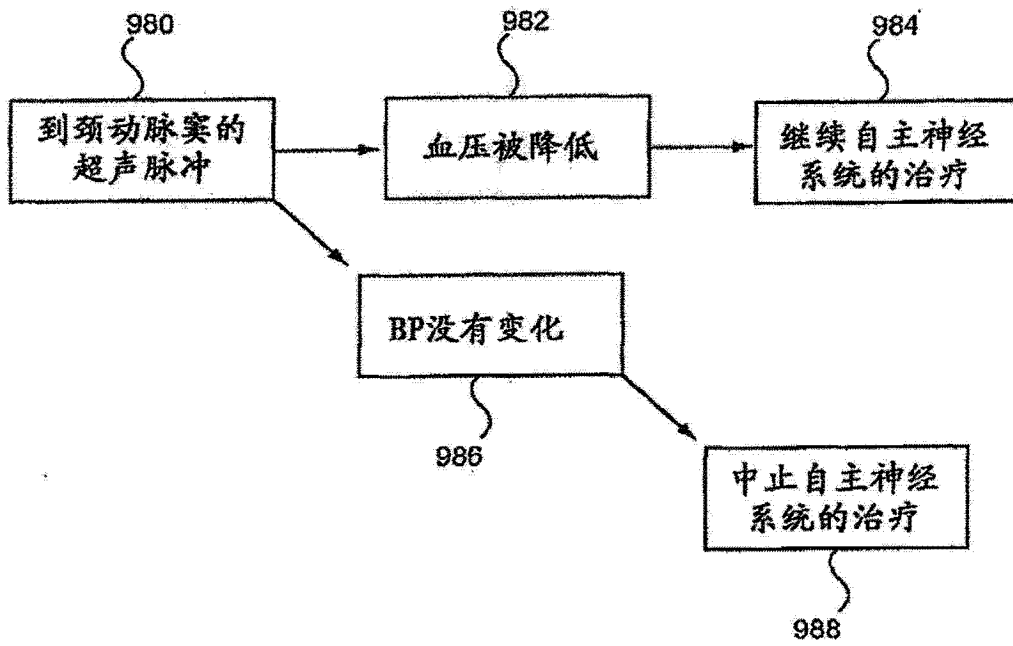 980
982
984
到颈动脉窦的
超声脉冲
血压被降低
继续自主神经
系统的治疗
BP没有变化
986
中止自主神经
系统的治疗
988